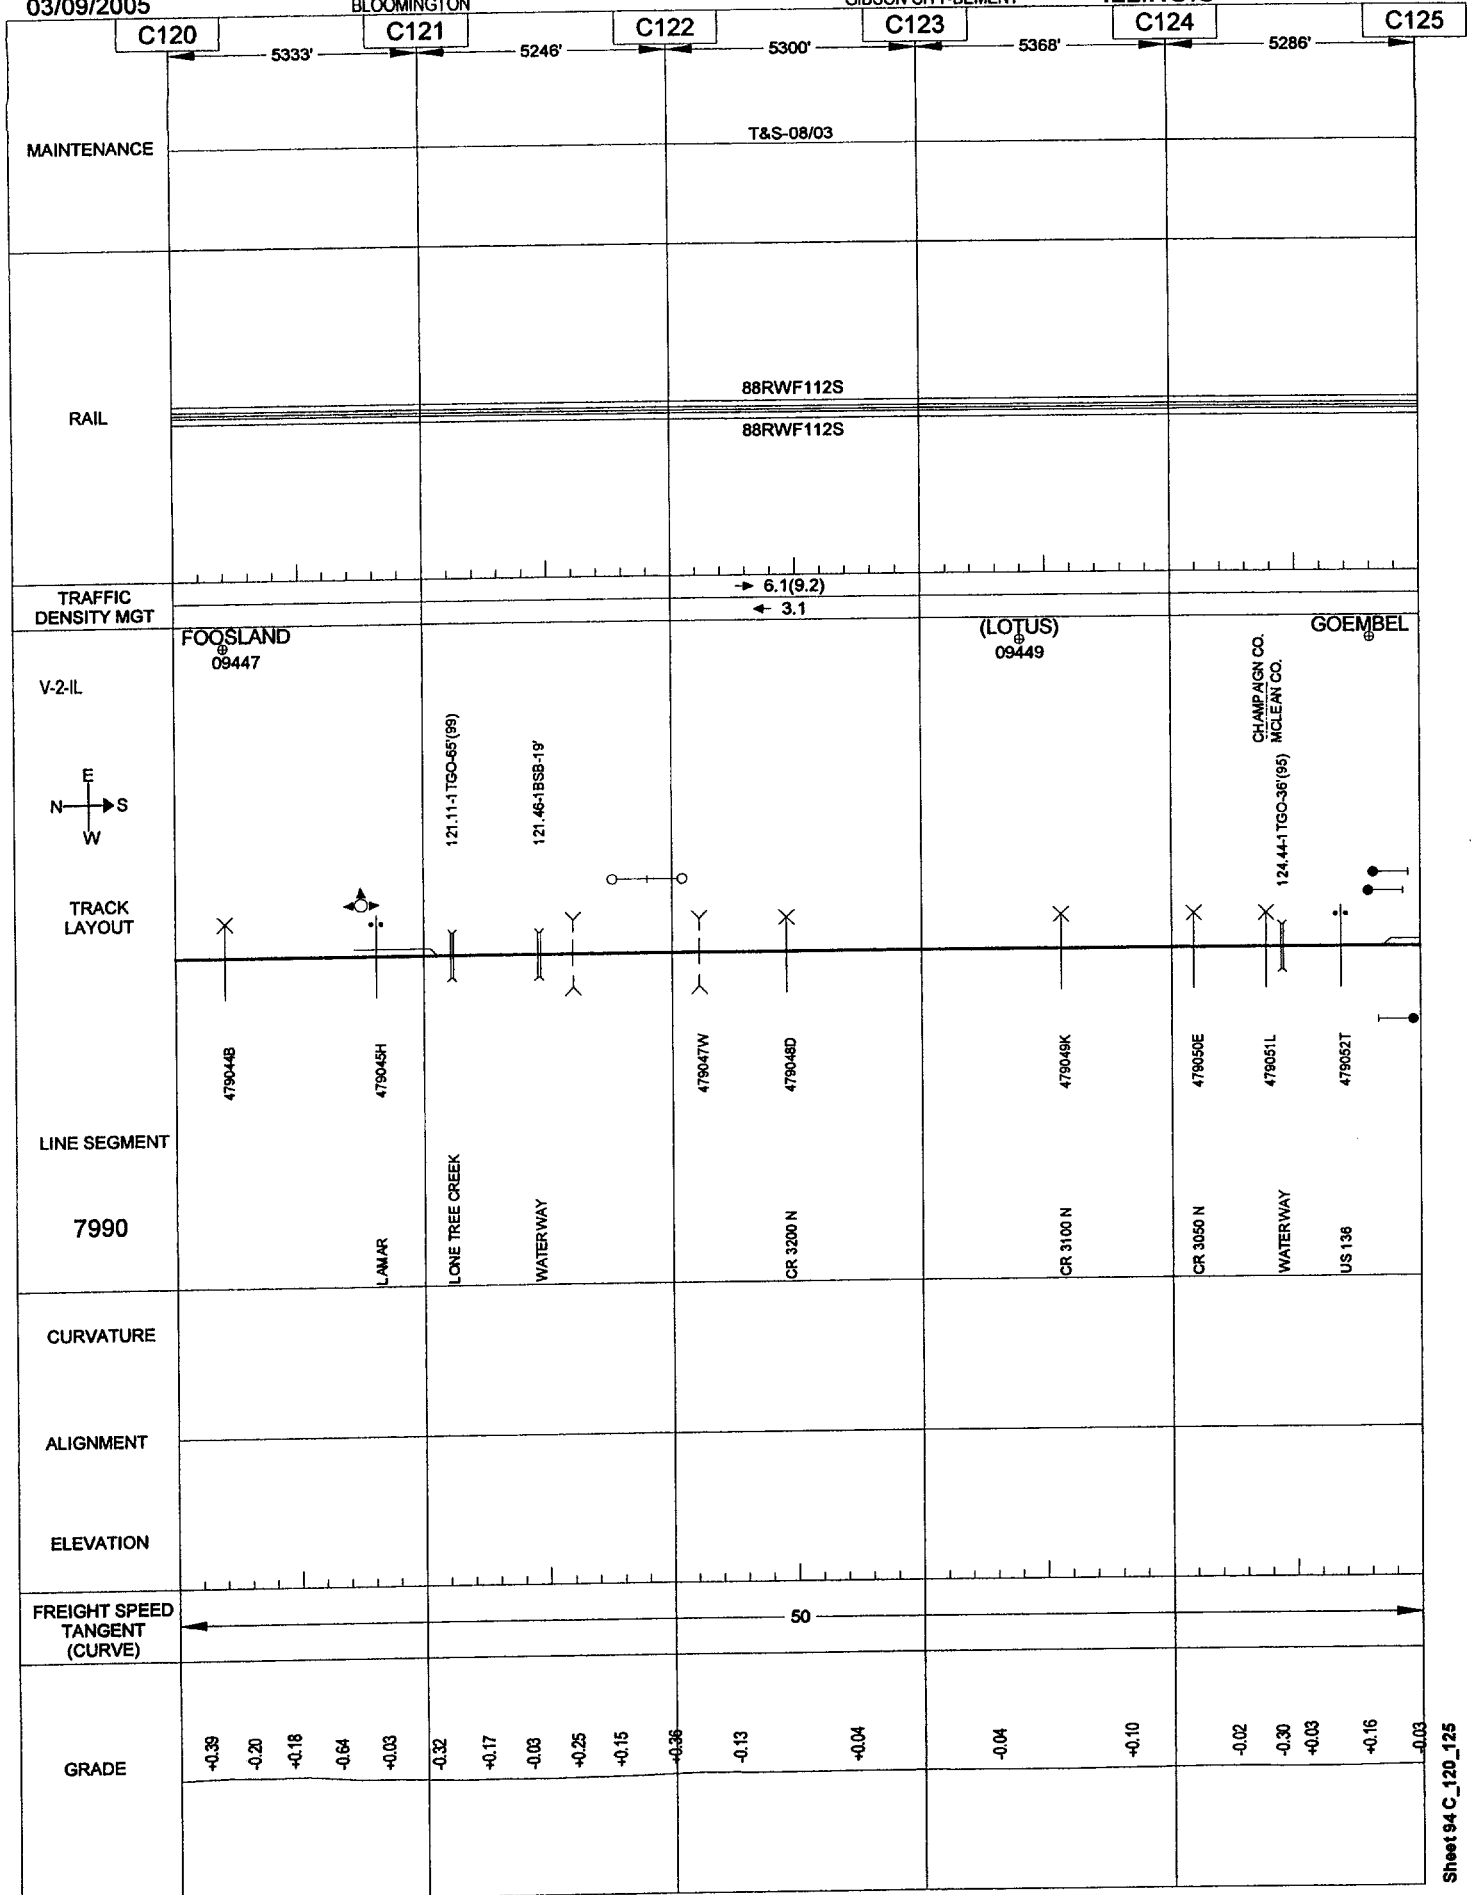 03/09/2005
BLOOMINGTON
GIBSON CITY-BEMENT
C120
C121
C122
C123
C124
C125
5333'
5246'
5300'
5368'
5286'
MAINTENANCE
T&S-08/03
RAIL
88RWF112S
88RWF112S
TRAFFIC
DENSITY MGT
→ 6.1(9.2)
← 3.1
FOOSLAND
09447
(LOTUS)
09449
GOEMBEL
V-2-IL
E
N S
W
121.11-1TGO-65'(99)
121.46-1BSB-19'
124.44-1TGO-36'(95)
CHAMPAIGN CO.
MCLEAN CO.
TRACK
LAYOUT
479044B
479045H
479047W
479048D
479049K
479050E
479051L
479052T
LINE SEGMENT
7990
LAMAR
LONE TREE CREEK
WATERWAY
CR 3200 N
CR 3100 N
CR 3050 N
WATERWAY
US 136
CURVATURE
ALIGNMENT
ELEVATION
FREIGHT SPEED
TANGENT
(CURVE)
50
GRADE
+0.39
-0.20
+0.18
-0.64
+0.03
-0.32
+0.17
-0.03
+0.25
+0.15
+0.36
-0.13
+0.04
-0.04
+0.10
-0.02
-0.30
+0.03
+0.16
-0.03
Sheet 94 C_120_125